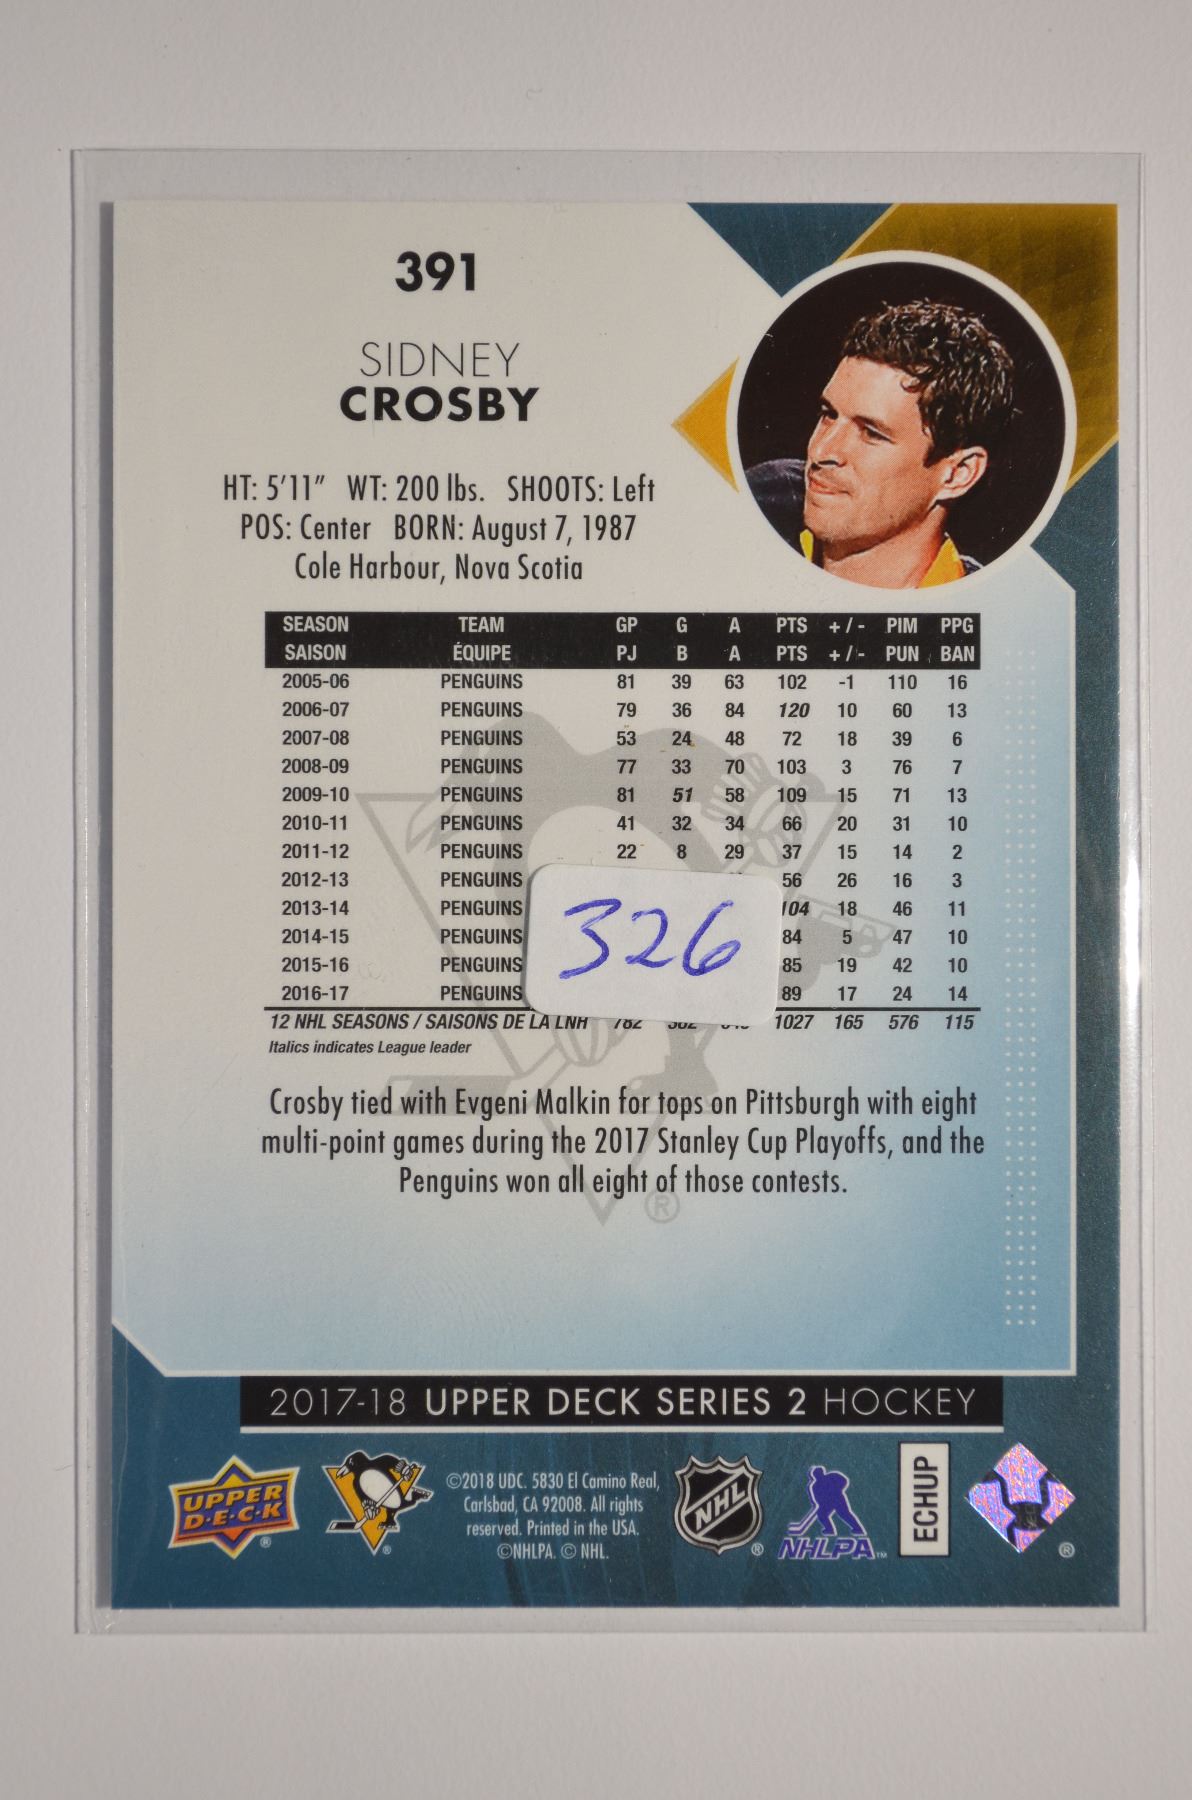 391
SIDNEY
CROSBY
HT: 5'11" WT: 200 lbs. SHOOTS: Left
POS: Center BORN: August 7, 1987
Cole Harbour, Nova Scotia
SEASON TEAM GP G A PTS + / - PIM PPG
SAISON ÉQUIPE PJ B A PTS + / - PUN BAN
2005-06 PENGUINS 81 39 63 102 -1 110 16
2006-07 PENGUINS 79 36 84 120 10 60 13
2007-08 PENGUINS 53 24 48 72 18 39 6
2008-09 PENGUINS 77 33 70 103 3 76 7
2009-10 PENGUINS 81 51 58 109 15 71 13
2010-11 PENGUINS 41 32 34 66 20 31 10
2011-12 PENGUINS 22 8 29 37 15 14 2
2012-13 PENGUINS 56 26 16 3
2013-14 PENGUINS 104 18 46 11
2014-15 PENGUINS 84 5 47 10
2015-16 PENGUINS 85 19 42 10
2016-17 PENGUINS 89 17 24 14
326
12 NHL SEASONS / SAISONS DE LA LNH 782 1027 165 576 115
Italics indicates League leader
Crosby tied with Evgeni Malkin for tops on Pittsburgh with eight
multi-point games during the 2017 Stanley Cup Playoffs, and the
Penguins won all eight of those contests.
®
2017-18 UPPER DECK SERIES 2 HOCKEY
UPPER
D•E•C•K
®
®
©2018 UDC. 5830 El Camino Real,
Carlsbad, CA 92008. All rights
reserved. Printed in the USA.
©NHLPA. © NHL.
NHL
®
NHLPA™
ECHUP
®